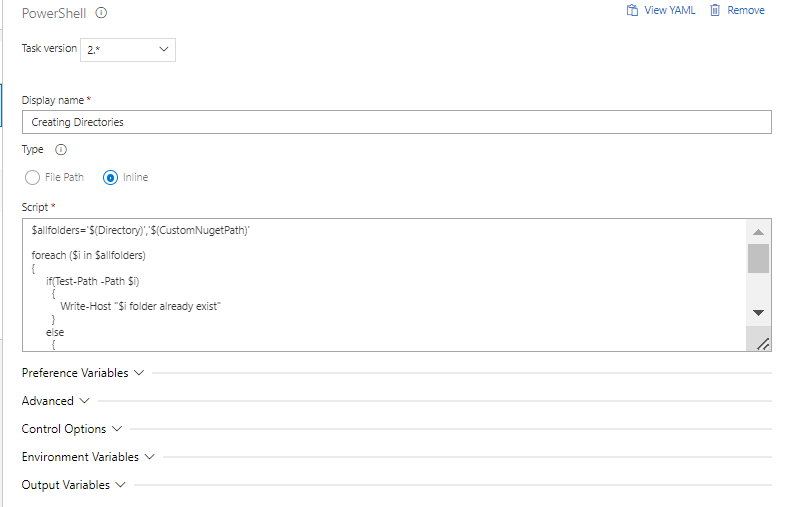 PowerShell
View YAML
Remove
Task version 2.*
Display name *
Creating Directories
Type
File Path
Inline
Script *
$allfolders='$(Directory)','$(CustomNugetPath)'
foreach ($i in $allfolders)
{
if(Test-Path -Path $i)
{
Write-Host "$i folder already exist"
}
else
{
Preference Variables
Advanced
Control Options
Environment Variables
Output Variables